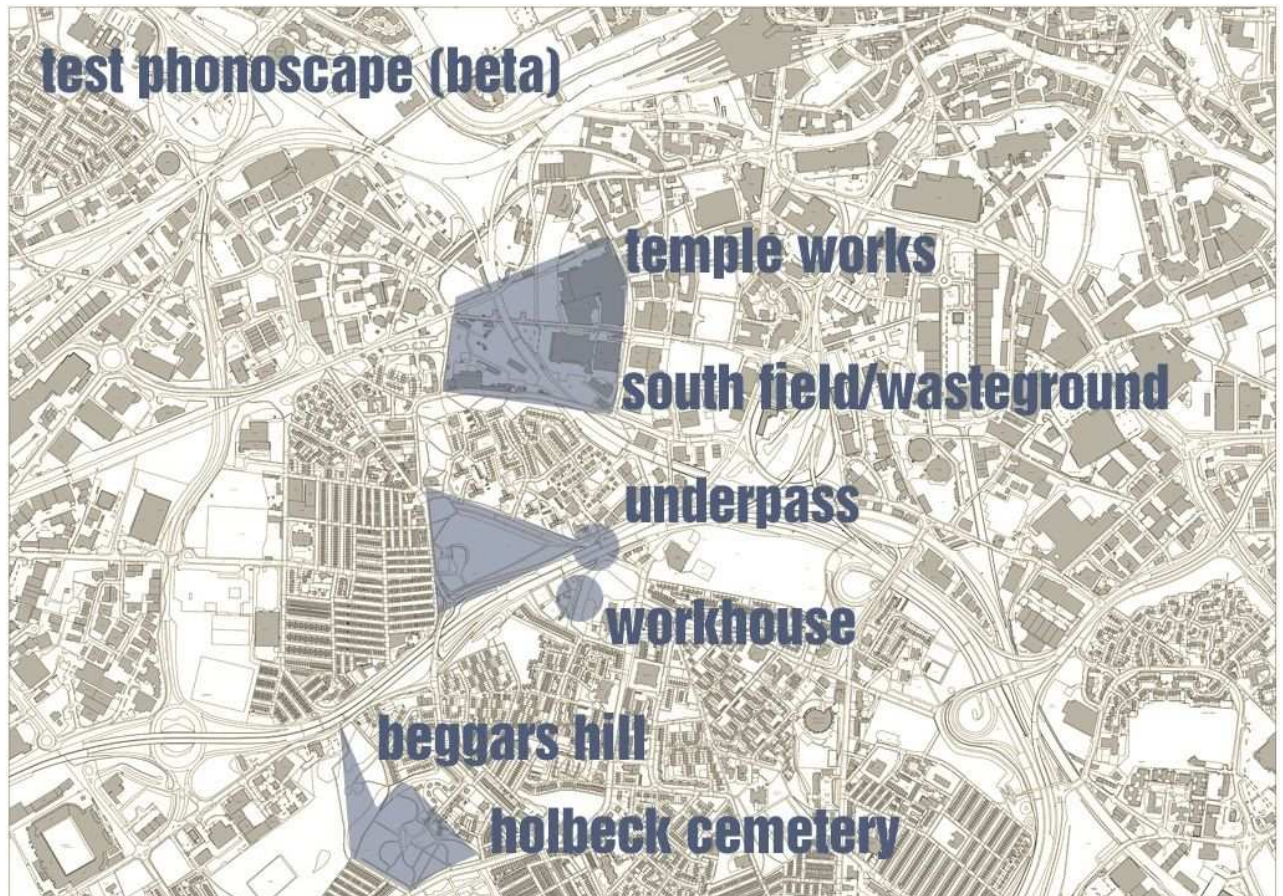 test phonoscape (beta)
temple works
south field/wasteground
underpass
workhouse
beggars hill
holbeck cemetery